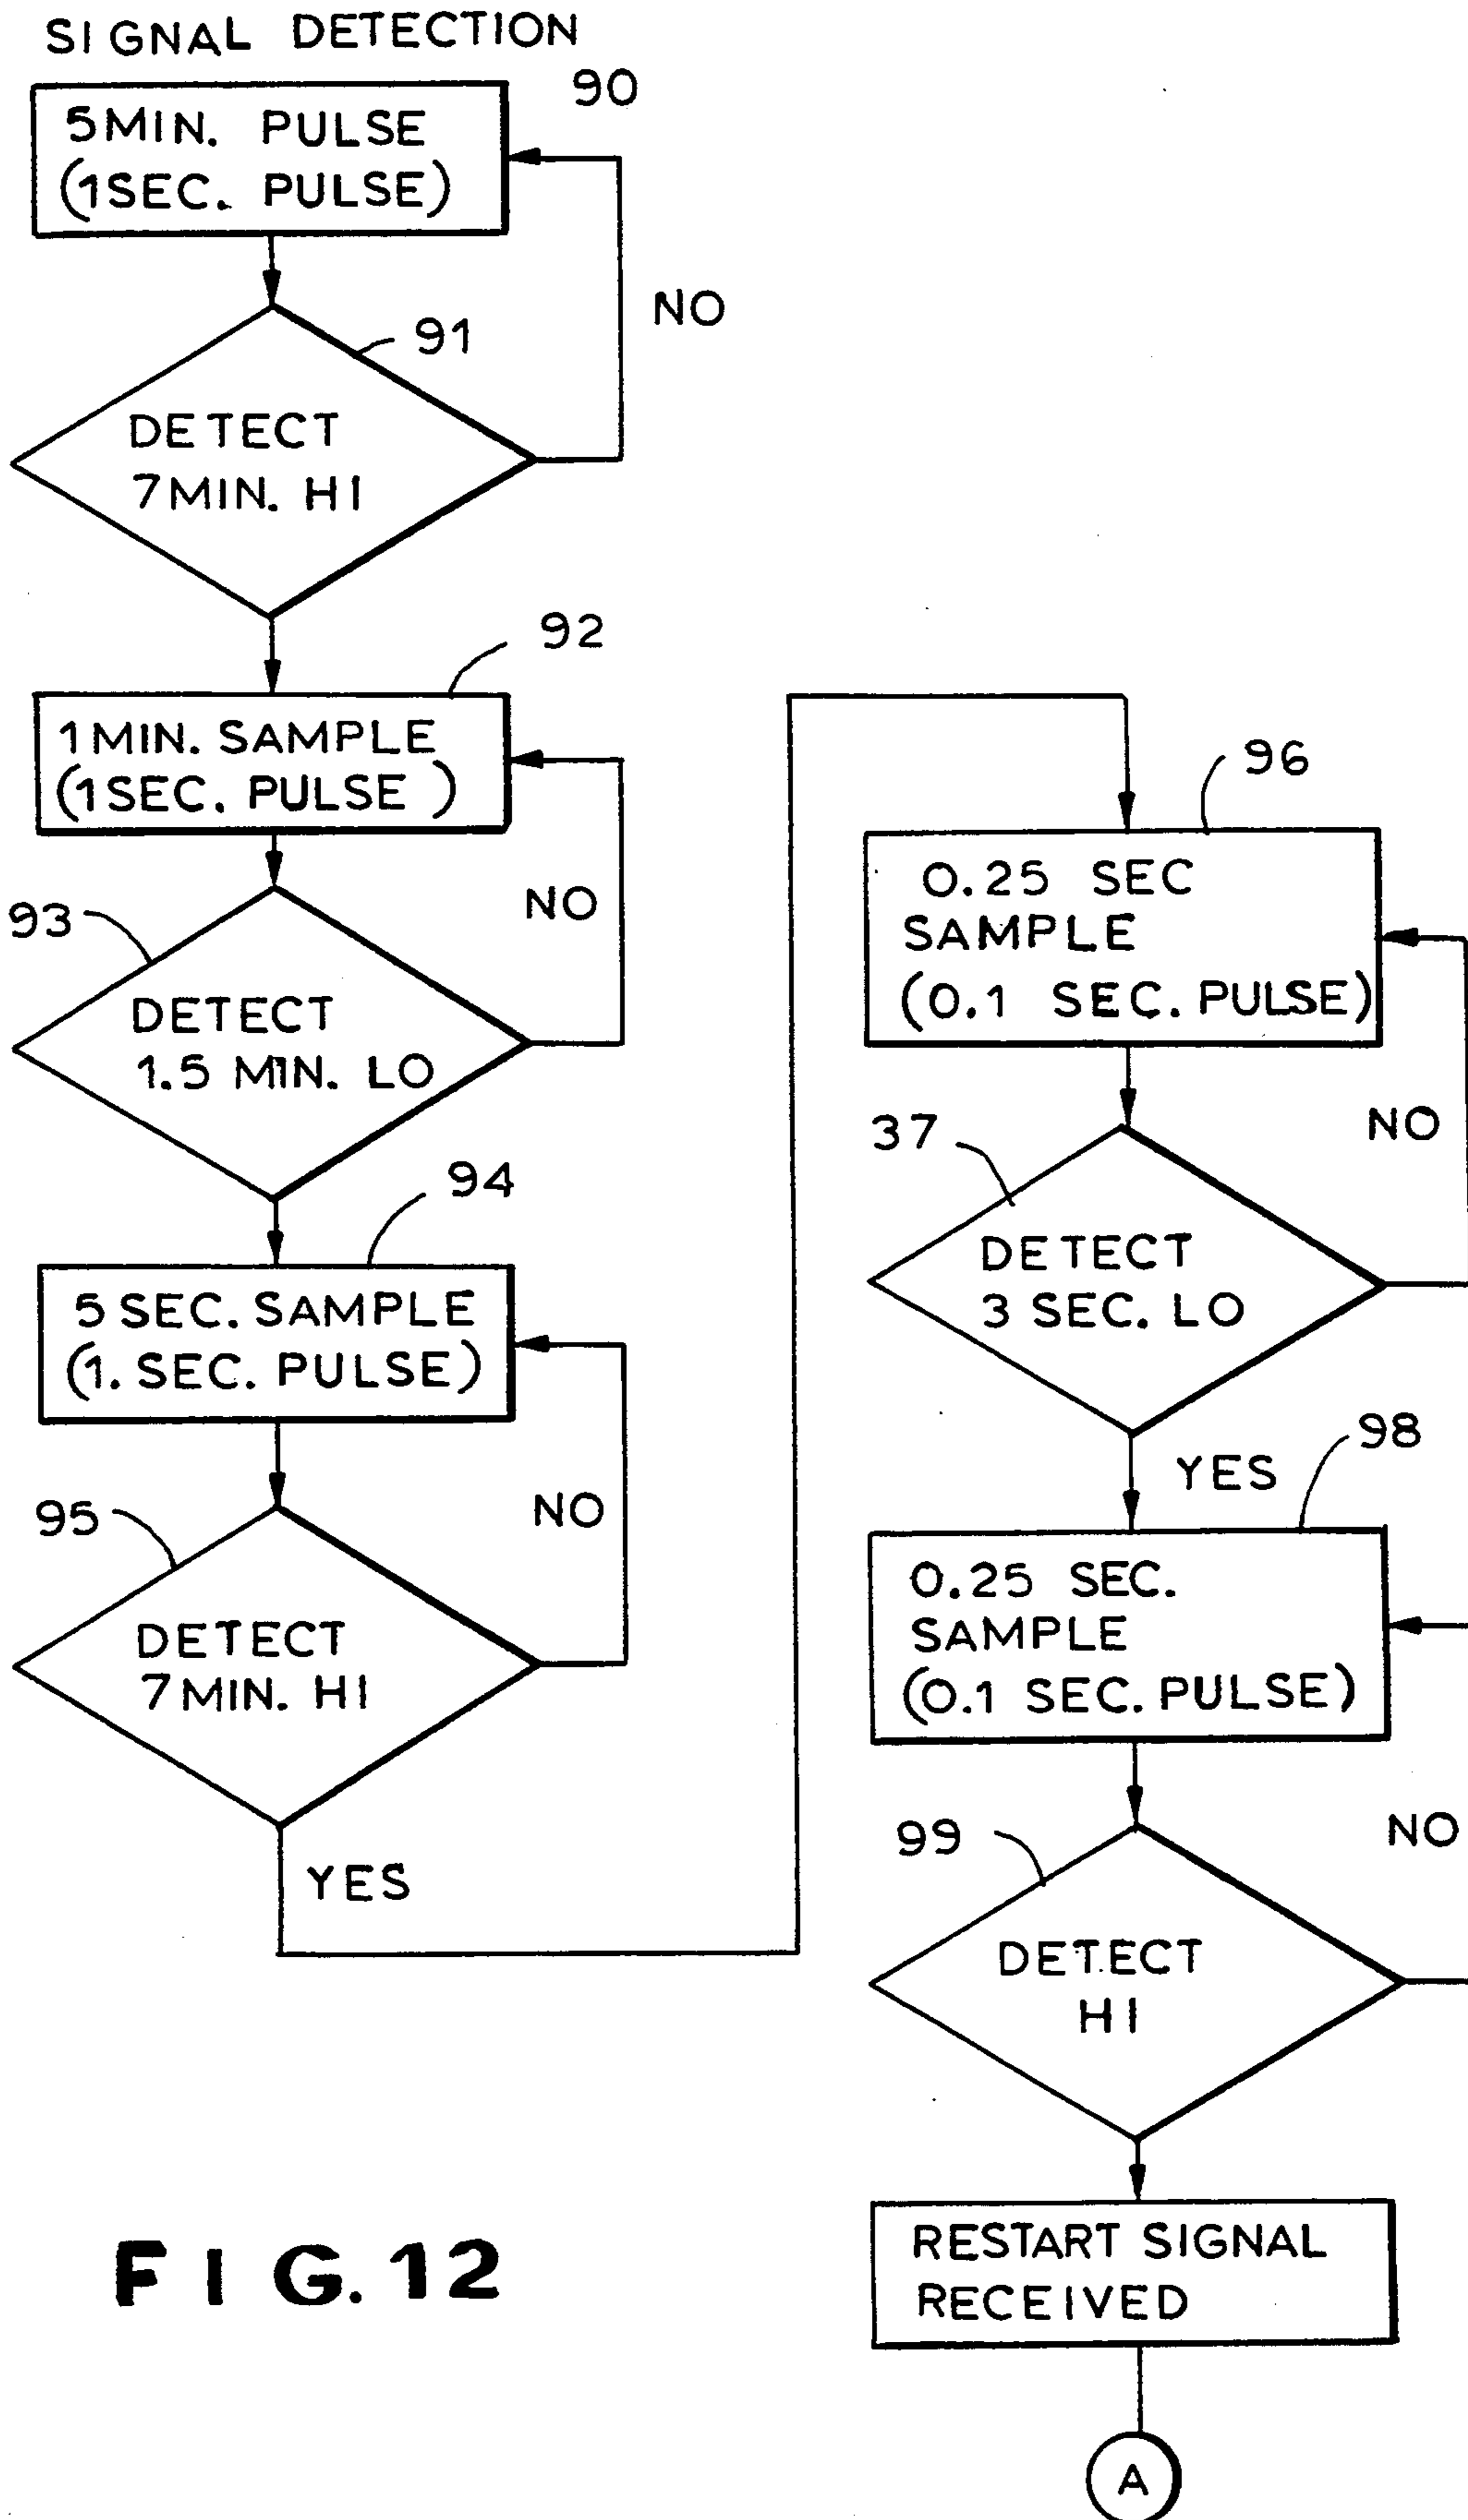 SIGNAL DETECTION
90
5MIN. PULSE
(1SEC. PULSE)
NO
91
DETECT
7MIN. HI
92
1MIN. SAMPLE
(1SEC. PULSE)
NO
93
DETECT
1.5 MIN. LO
94
5 SEC. SAMPLE
(1. SEC. PULSE)
NO
95
DETECT
7MIN. HI
YES
96
0.25 SEC
SAMPLE
(0.1 SEC. PULSE)
NO
37
DETECT
3 SEC. LO
YES
98
0.25 SEC.
SAMPLE
(0.1 SEC. PULSE)
NO
99
DETECT
HI
RESTART SIGNAL
RECEIVED
A
FIG.12